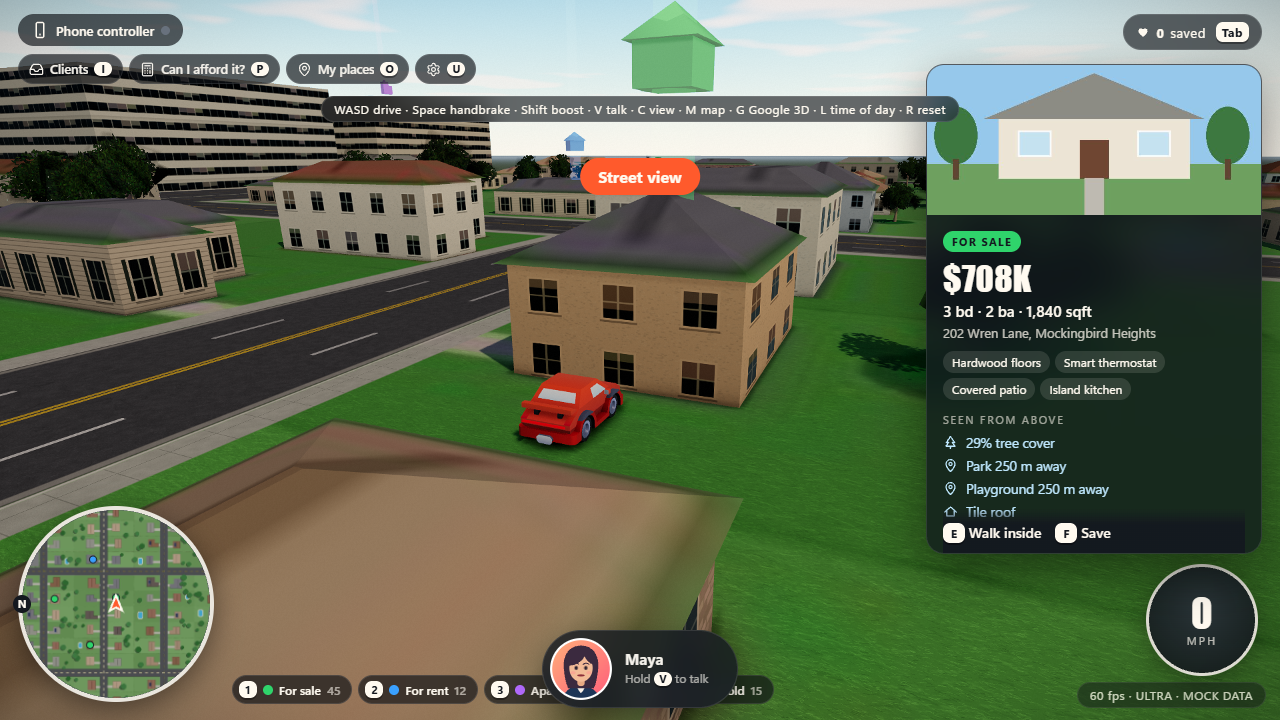 Phone controller
0 saved Tab
Clients I
Can I afford it? P
My places O
U
WASD drive · Space handbrake · Shift boost · V talk · C view · M map · G Google 3D · L time of day · R reset
Street view
FOR SALE
$708K
3 bd · 2 ba · 1,840 sqft
202 Wren Lane, Mockingbird Heights
Hardwood floors
Smart thermostat
Covered patio
Island kitchen
SEEN FROM ABOVE
29% tree cover
Park 250 m away
Playground 250 m away
Tile roof
E Walk inside F Save
N
0
MPH
Maya
Hold V to talk
1 For sale 45
2 For rent 12
3
15
60 fps · ULTRA · MOCK DATA